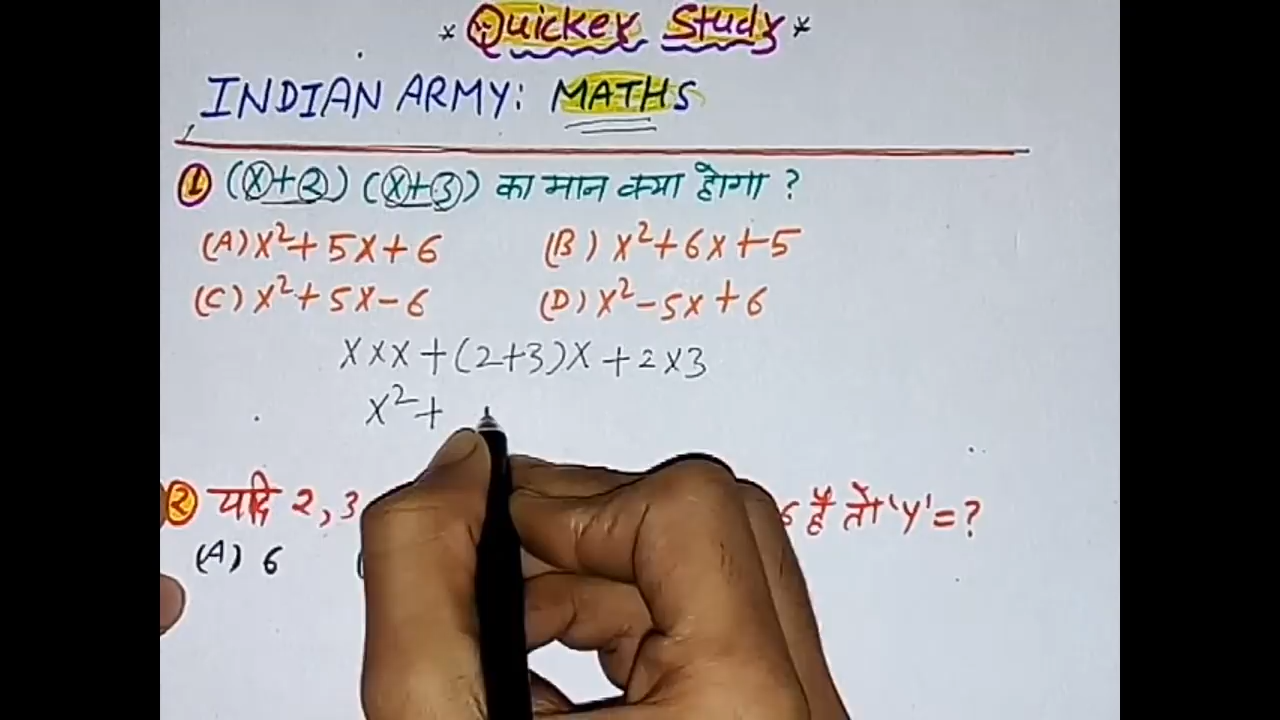 * Quicker Study *
INDIAN ARMY: MATHS
1 (x+2) (x+3) का मान क्या होगा ?
(A) x²+5x+6 (B) x²+6x+5
(C) x²+5x-6 (D) x²-5x+6
x×x+(2+3)x+2×3
x²+
2 यदि 2, 3 6 है तो 'y' = ?
(A) 6